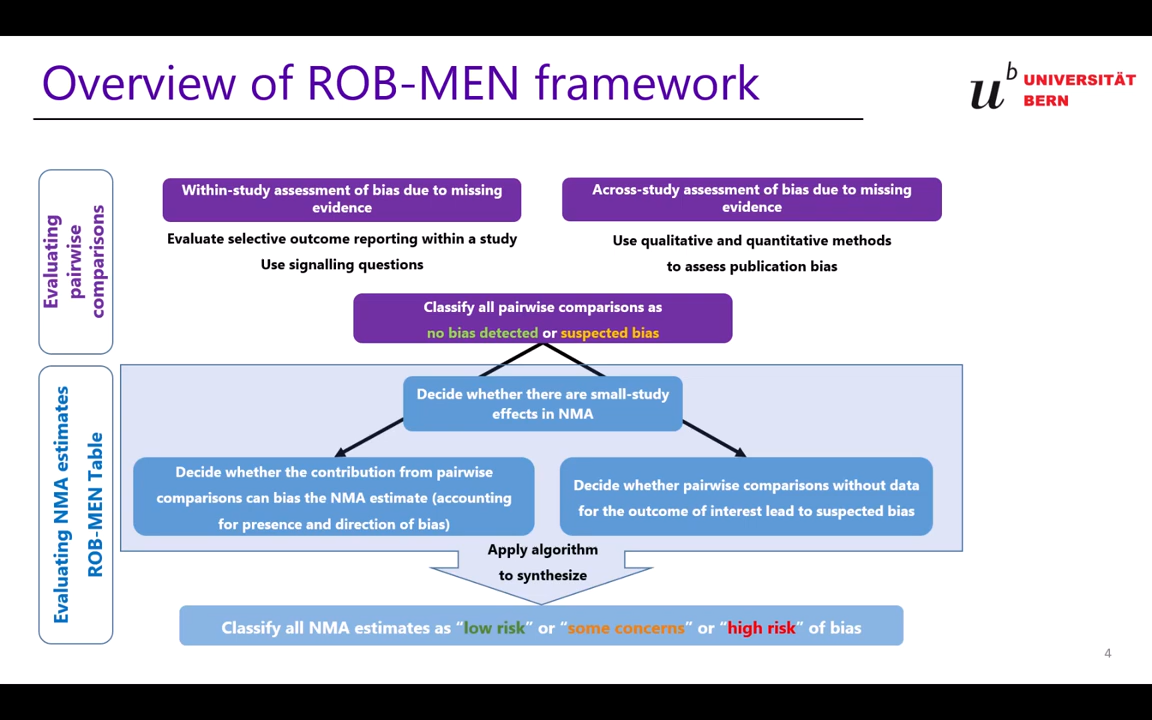 Overview of ROB-MEN framework
u
b
UNIVERSITÄT
BERN
Evaluating
pairwise
comparisons
Within-study assessment of bias due to missing
evidence
Evaluate selective outcome reporting within a study
Use signalling questions
Across-study assessment of bias due to missing
evidence
Use qualitative and quantitative methods
to assess publication bias
Classify all pairwise comparisons as
no bias detected or suspected bias
Evaluating NMA estimates
ROB-MEN Table
Decide whether there are small-study
effects in NMA
Decide whether the contribution from pairwise
comparisons can bias the NMA estimate (accounting
for presence and direction of bias)
Decide whether pairwise comparisons without data
for the outcome of interest lead to suspected bias
Apply algorithm
to synthesize
Classify all NMA estimates as “low risk” or “some concerns” or “high risk” of bias
4